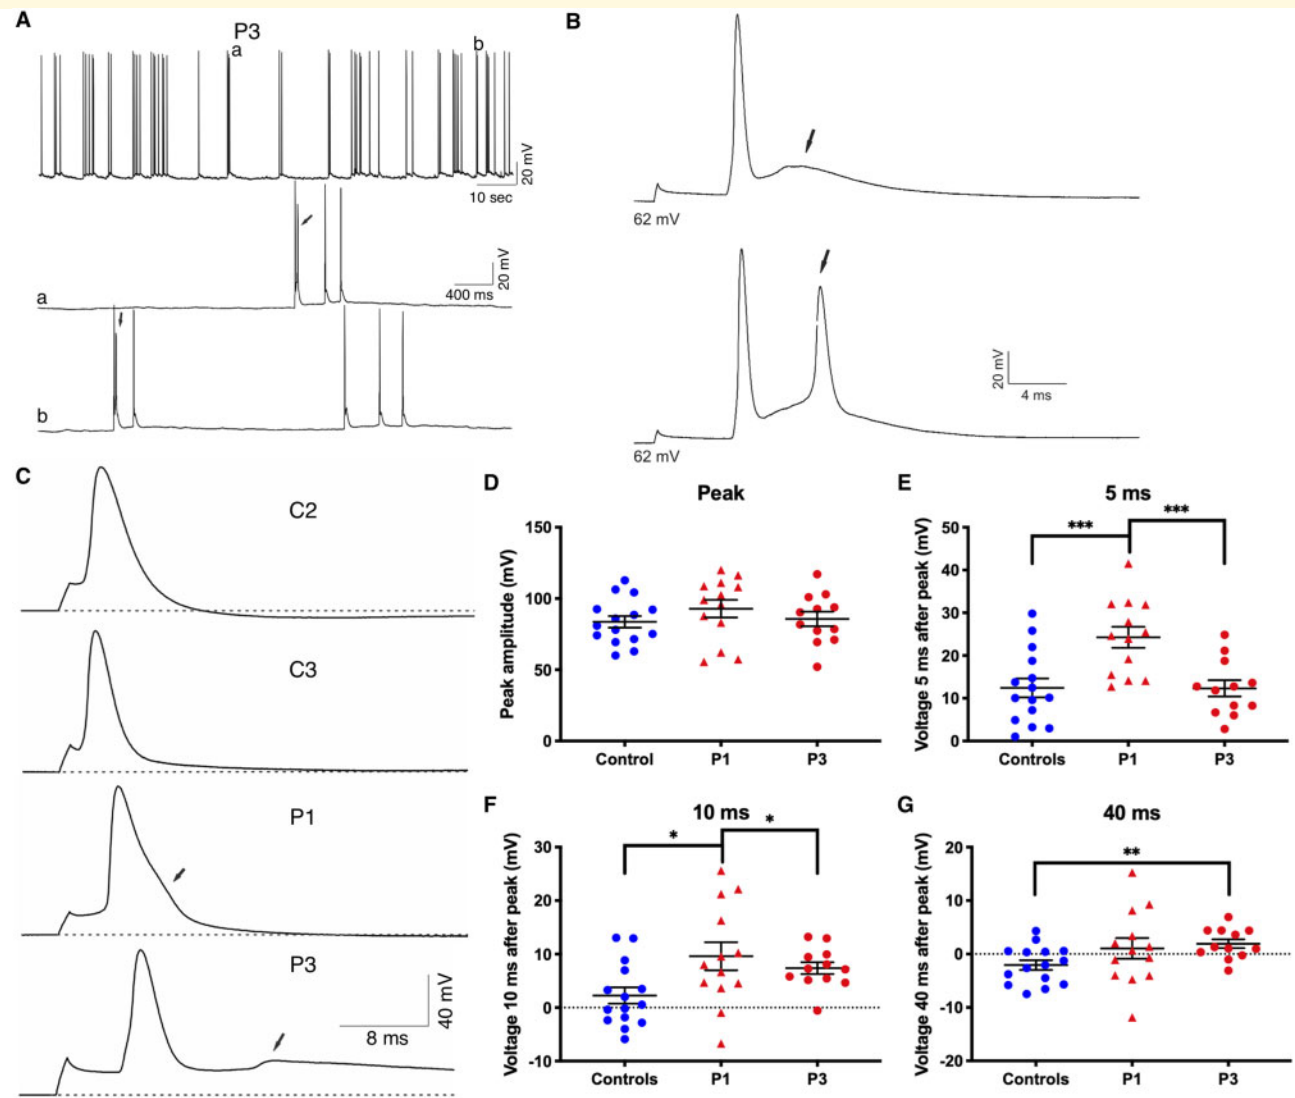 A
P3
a
b
20 mV
10 sec
a
20 mV
400 ms
b
B
62 mV
20 mV
4 ms
62 mV
C
C2
C3
P1
P3
40 mV
8 ms
D
Peak
Peak amplitude (mV)
150
100
50
0
Control P1 P3
E
5 ms
Voltage 5 ms after peak (mV)
*** ***
50
40
30
20
10
0
Controls P1 P3
F
10 ms
Voltage 10 ms after peak (mV)
* *
30
20
10
0
-10
Controls P1 P3
G
40 ms
Voltage 40 ms after peak (mV)
**
20
10
0
-10
-20
Controls P1 P3